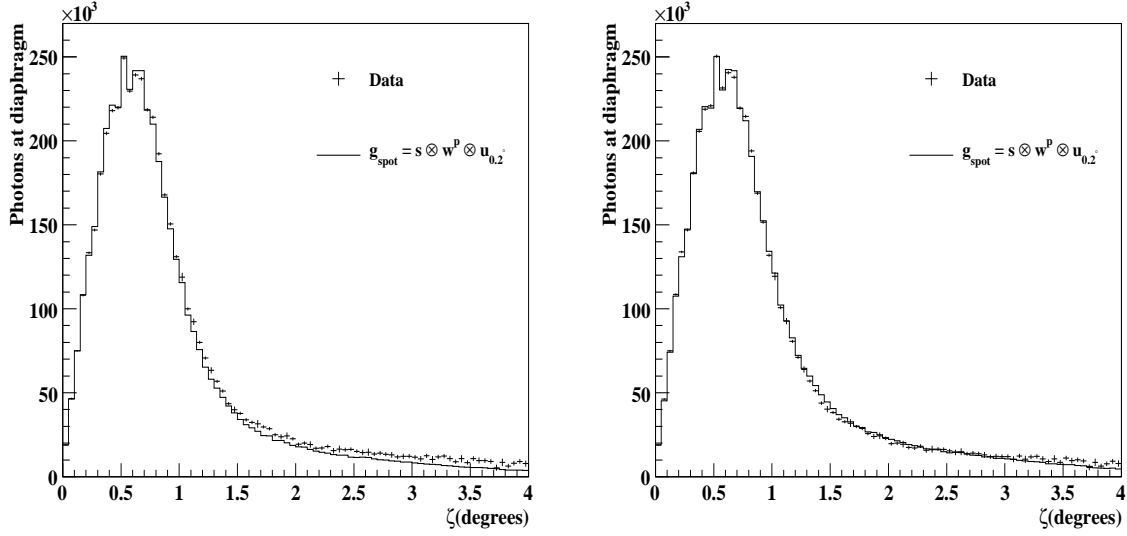 ×10³
Photons at diaphragm
250
200
150
100
50
0
0 0.5 1 1.5 2 2.5 3 3.5 4
ζ(degrees)
Data
g_spot = s ⊗ w^p ⊗ u_0.2°
×10³
Photons at diaphragm
250
200
150
100
50
0
0 0.5 1 1.5 2 2.5 3 3.5 4
ζ(degrees)
Data
g_spot = s ⊗ w^p ⊗ u_0.2°